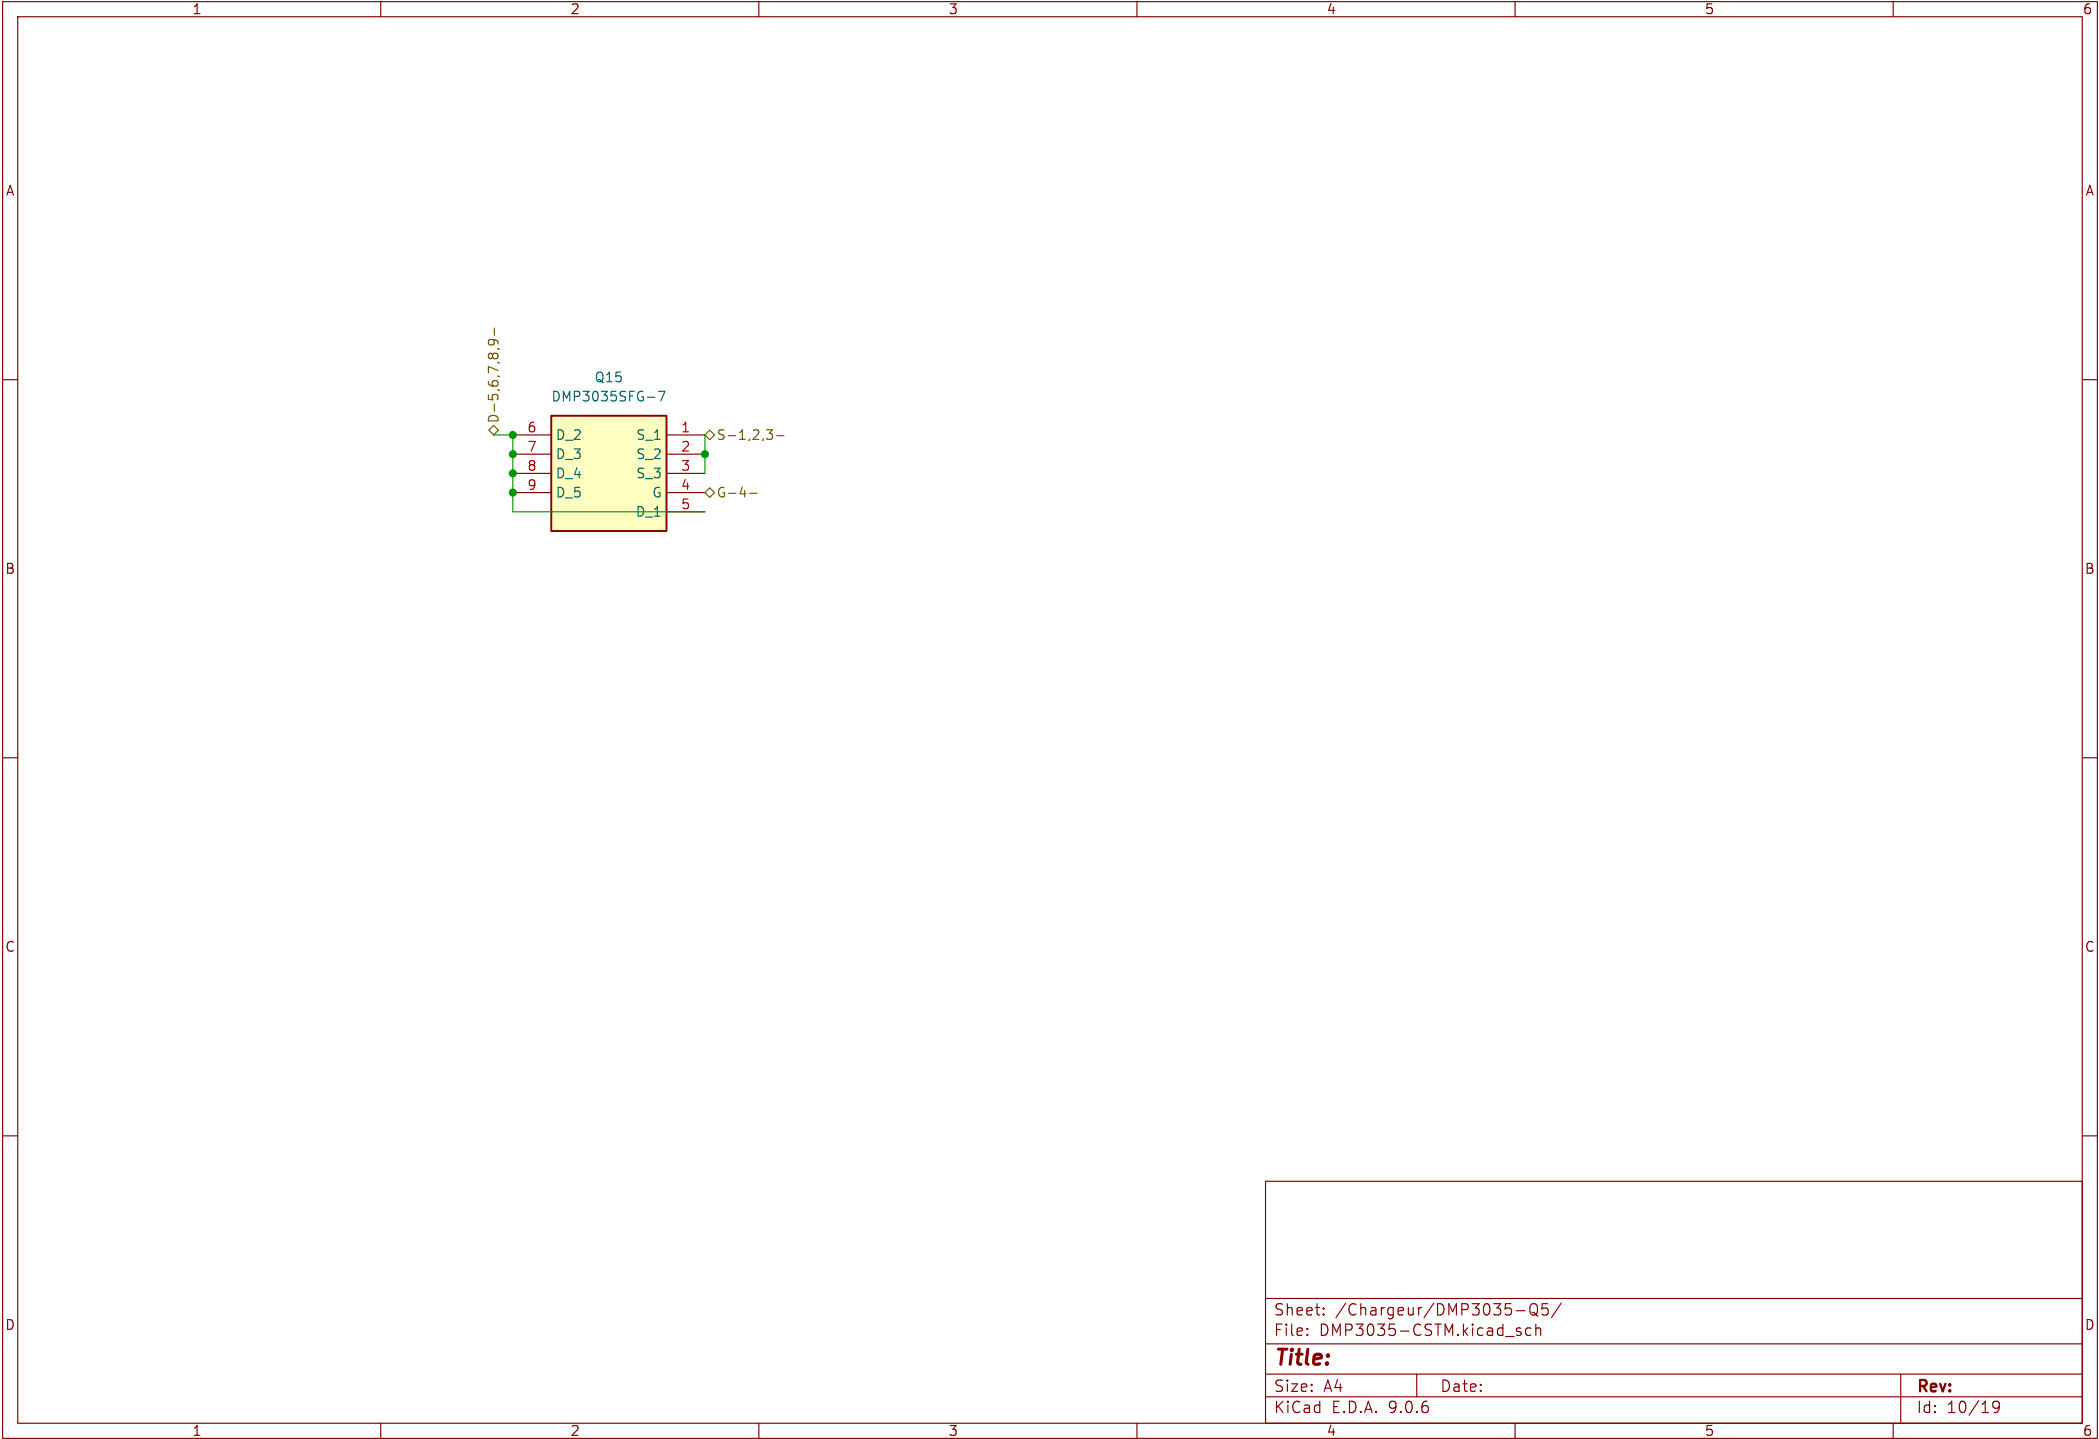 1 2 3 4 5 6
A A
D-5,6,7,8,9-
Q15
DMP3035SFG-7
6 D_2 S_1 1 S-1,2,3-
7 D_3 S_2 2
8 D_4 S_3 3
9 D_5 G 4 G-4-
D_1 5
B B
C C
Sheet: /Chargeur/DMP3035-Q5/
File: DMP3035-CSTM.kicad_sch
D D
Title:
Size: A4 Date: Rev:
KiCad E.D.A. 9.0.6 Id: 10/19
1 2 3 4 5 6